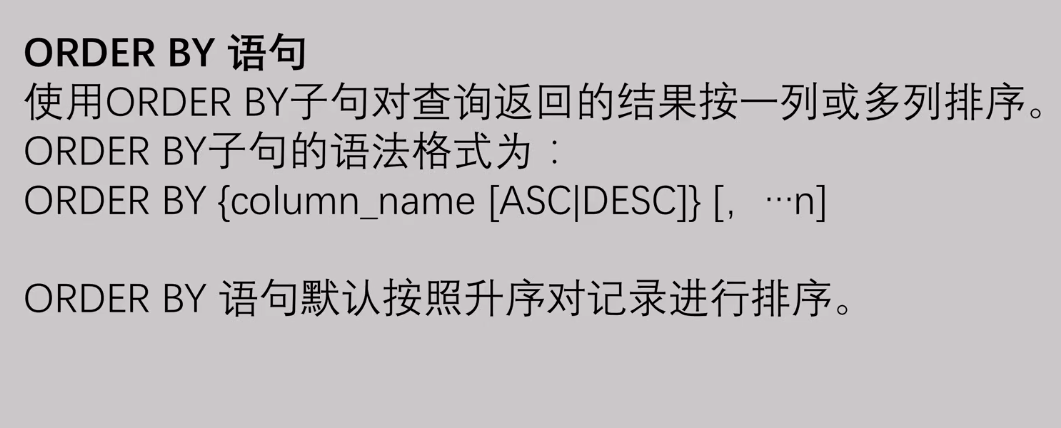 ORDER BY 语句
使用ORDER BY子句对查询返回的结果按一列或多列排序。
ORDER BY子句的语法格式为：
ORDER BY {column_name [ASC|DESC]} [，…n]
ORDER BY 语句默认按照升序对记录进行排序。